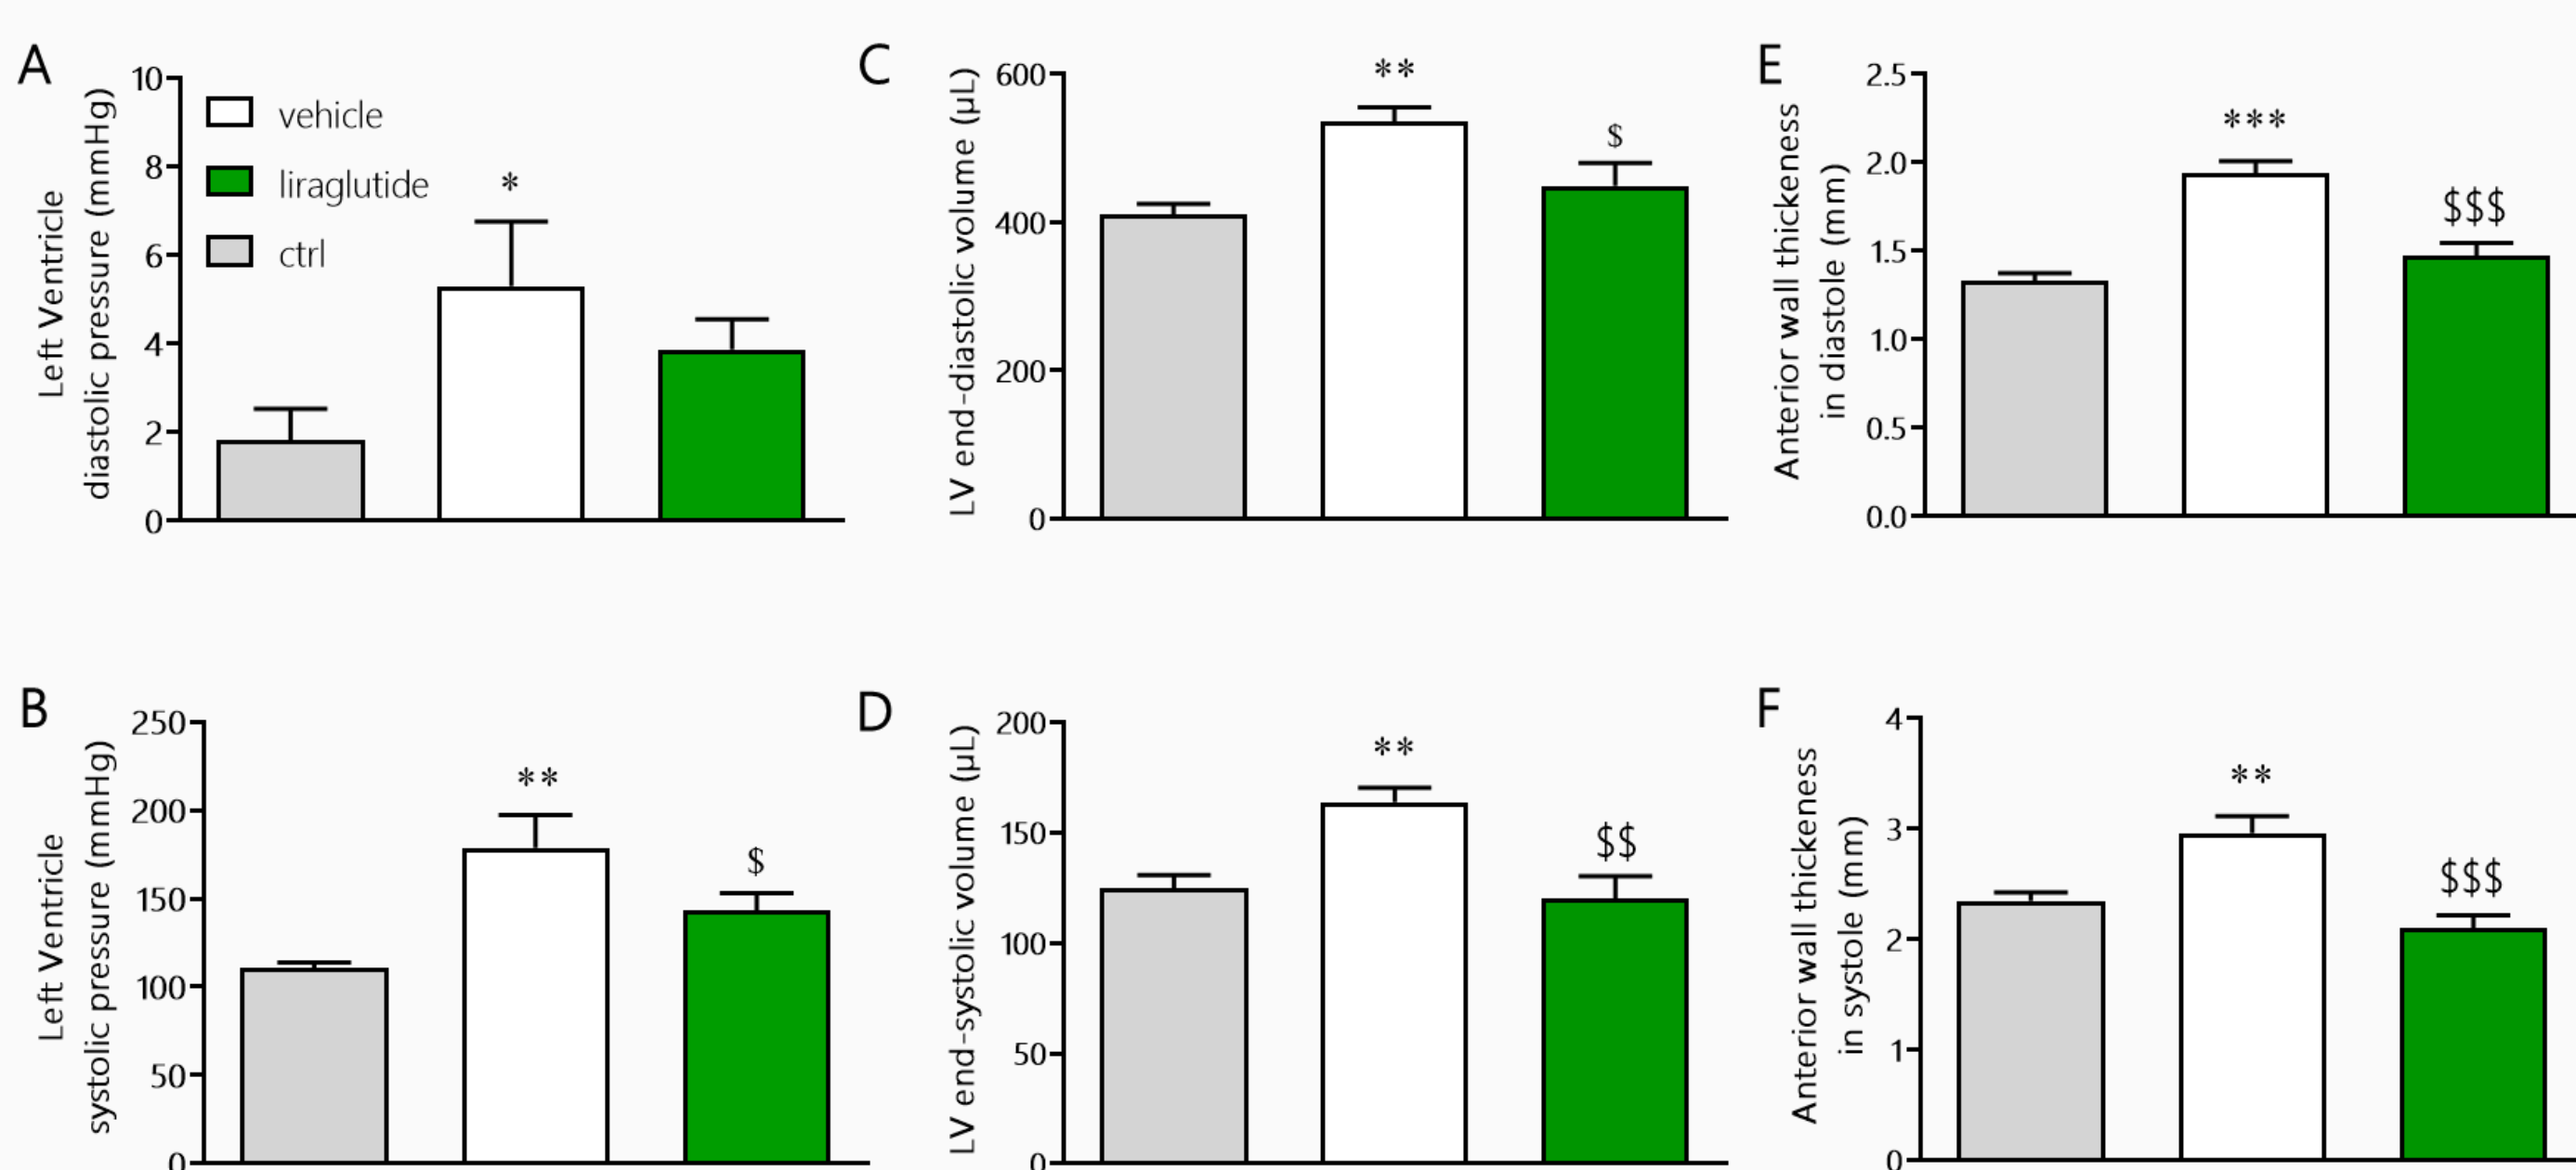 A
Left Ventricle
diastolic pressure (mmHg)
10
8
6
4
2
0
vehicle
liraglutide
ctrl
*
C
LV end-diastolic volume (µL)
600
400
200
0
**
$
E
Anterior wall thickeness
in diastole (mm)
2.5
2.0
1.5
1.0
0.5
0.0
***
$$$
B
Left Ventricle
systolic pressure (mmHg)
250
200
150
100
50
0
**
$
D
LV end-systolic volume (µL)
200
150
100
50
0
**
$$
F
Anterior wall thickeness
in systole (mm)
4
3
2
1
0
**
$$$